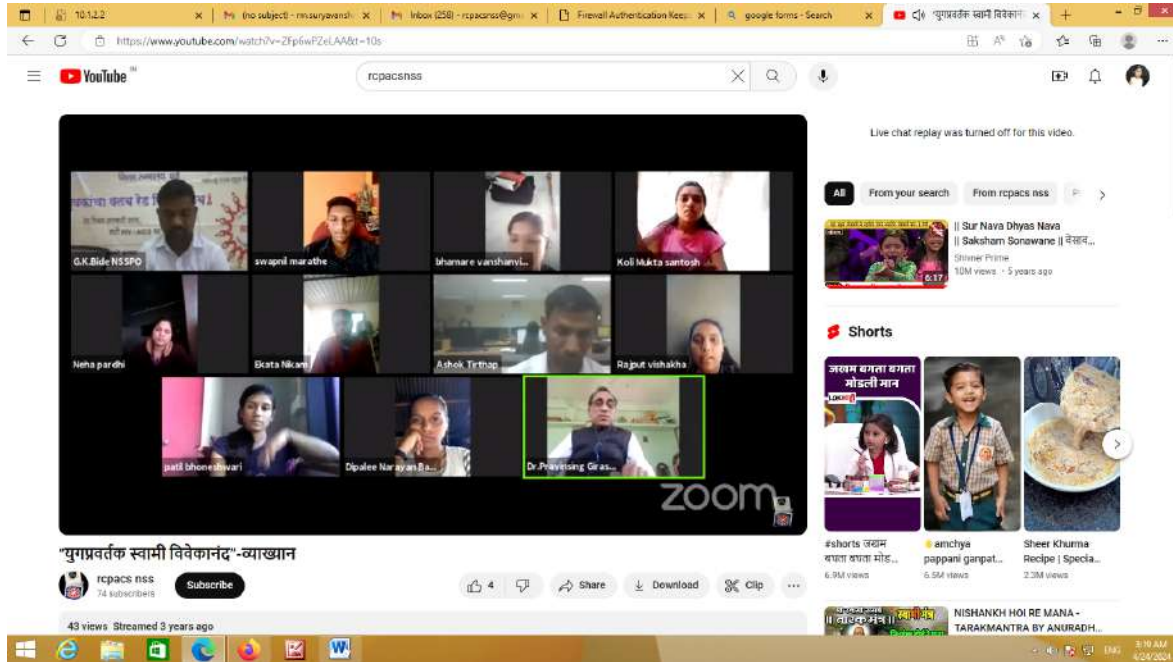 10.1.2.2
(no subject) - rm.suryavansh
Inbox (258) - rcpacsnss@gm
Firewall Authentication Keep
google forms - Search
"युगप्रवर्तक स्वामी विवेकानं
https://www.youtube.com/watch?v=ZFp6wPZeLAA&t=10s
YouTube IN
rcpacsnss
Live chat replay was turned off for this video.
All
From your search
From rcpacs nss
G.K.Bide NSSPO
swapnil marathe
bhamare vanshanvi...
Koli Mukta santosh
Neha pardhi
Ekata Nikam
Ashok Tirthap
Rajput vishakha
patil bhoneshwari
Dipalee Narayan Ba...
Dr.Pravinsing Giras...
zoom
|| Sur Nava Dhyas Nava
|| Saksham Sonawane ||
Shivner Prime
10M views • 5 years ago
6:17
Shorts
जखम बगता बगता
मोडली मान
#shorts जखम
बघता बघता मोड...
6.9M views
amchya
pappani ganpat...
6.5M views
Sheer Khurma
Recipe | Specia...
2.3M views
"युगप्रवर्तक स्वामी विवेकानंद"-व्याख्यान
rcpacs nss
74 subscribers
Subscribe
4
Share
Download
Clip
43 views Streamed 3 years ago
NISHANKH HOI RE MANA -
TARAKMANTRA BY ANURADH...
ENG
3:19 AM
4/24/2024